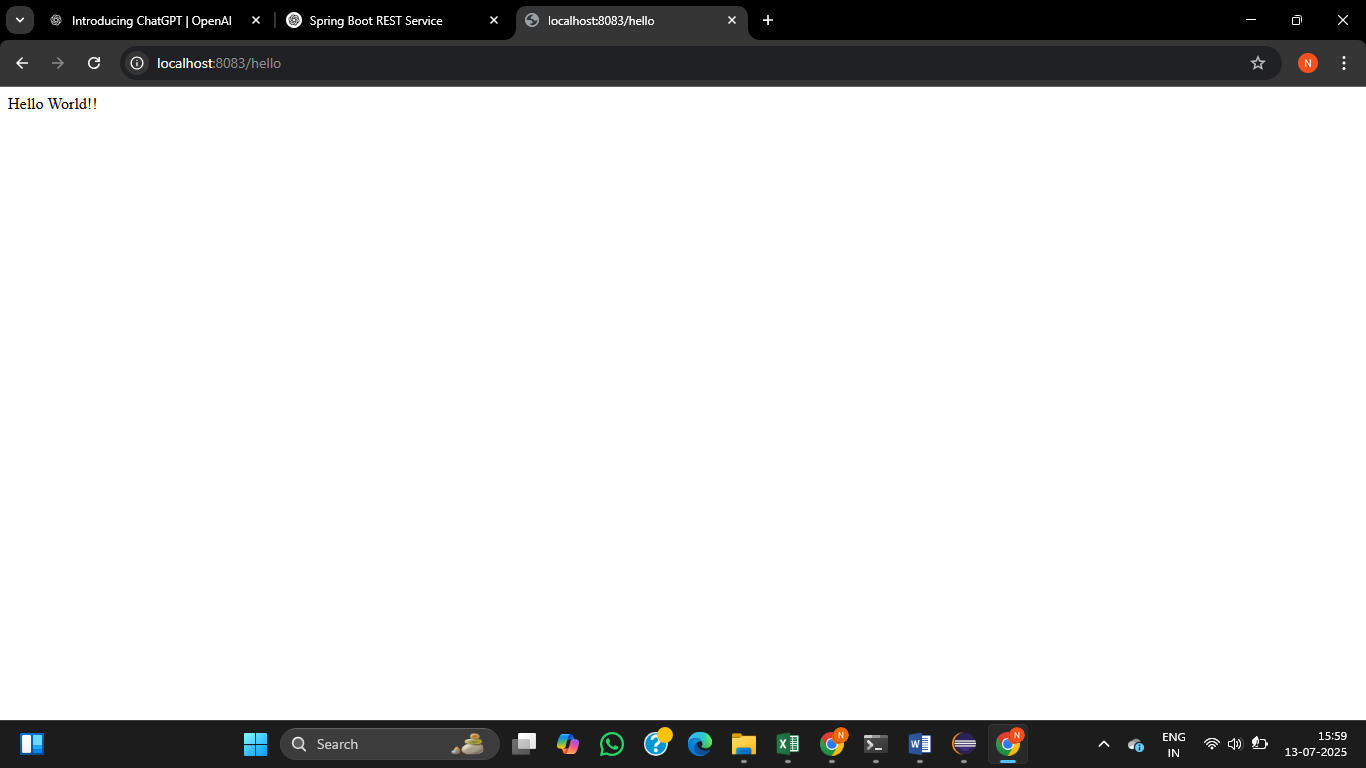 Introducing ChatGPT | OpenAI
Spring Boot REST Service
localhost:8083/hello
localhost:8083/hello
N
Hello World!!
Search
N
N
ENG
IN
15:59
13-07-2025